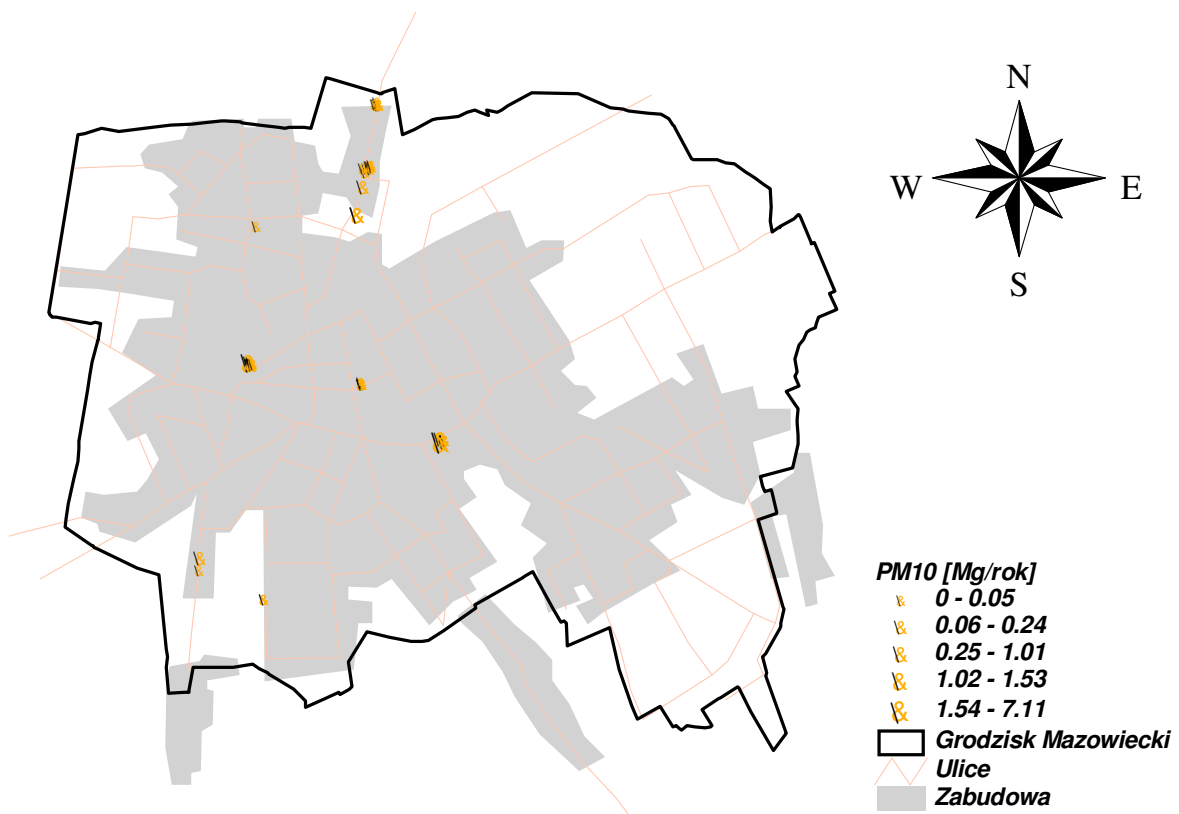 N
W E
S
PM10 [Mg/rok]
& 0 - 0.05
& 0.06 - 0.24
& 0.25 - 1.01
& 1.02 - 1.53
& 1.54 - 7.11
Grodzisk Mazowiecki
Ulice
Zabudowa